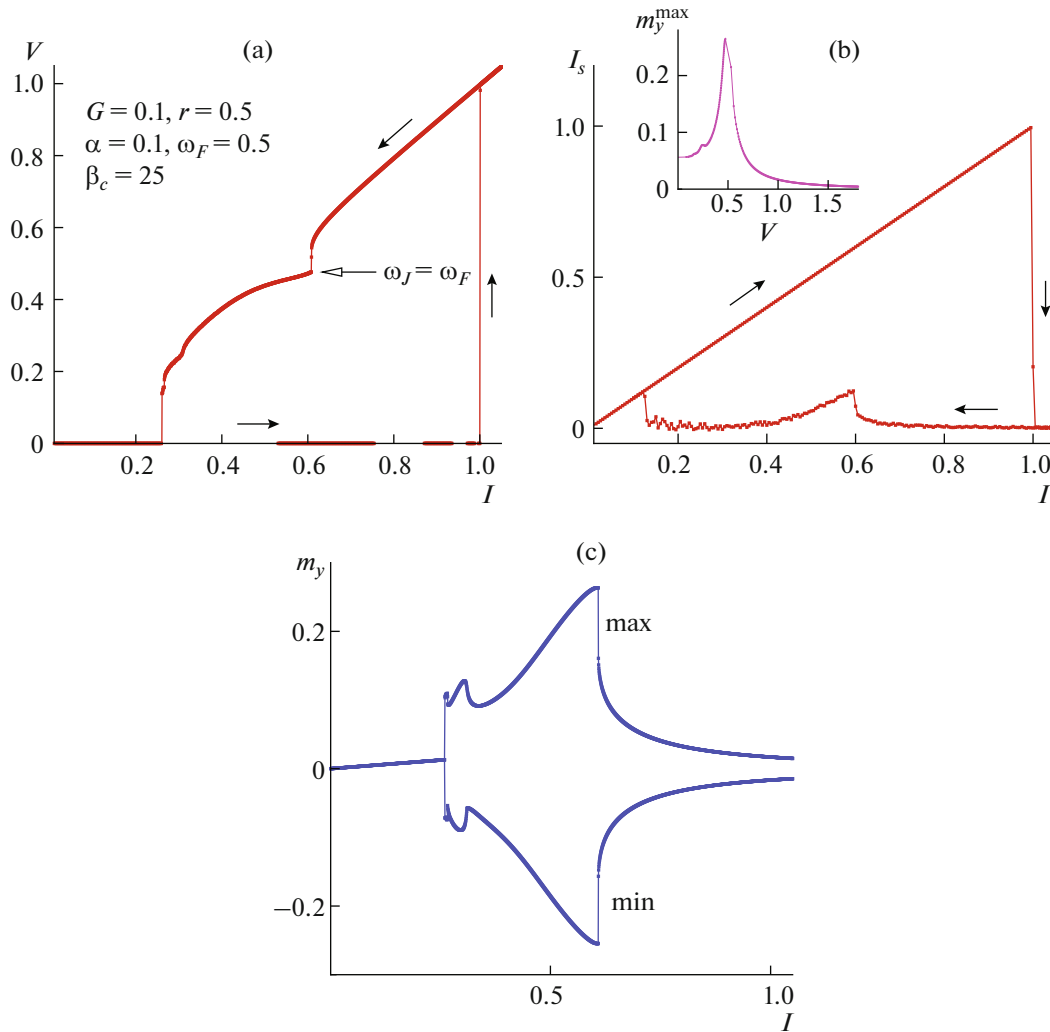 (a)
V
1.0
G = 0.1, r = 0.5
α = 0.1, ω_F = 0.5
β_c = 25
0.8
0.6
ω_J = ω_F
0.4
0.2
0
0.2 0.4 0.6 0.8 1.0
I
(b)
I_s
1.0
0.5
0
0.2 0.4 0.6 0.8 1.0
I
m_y^max
0.2
0.1
0
0.5 1.0 1.5
V
(c)
m_y
0.2
max
0
min
−0.2
0.5 1.0
I